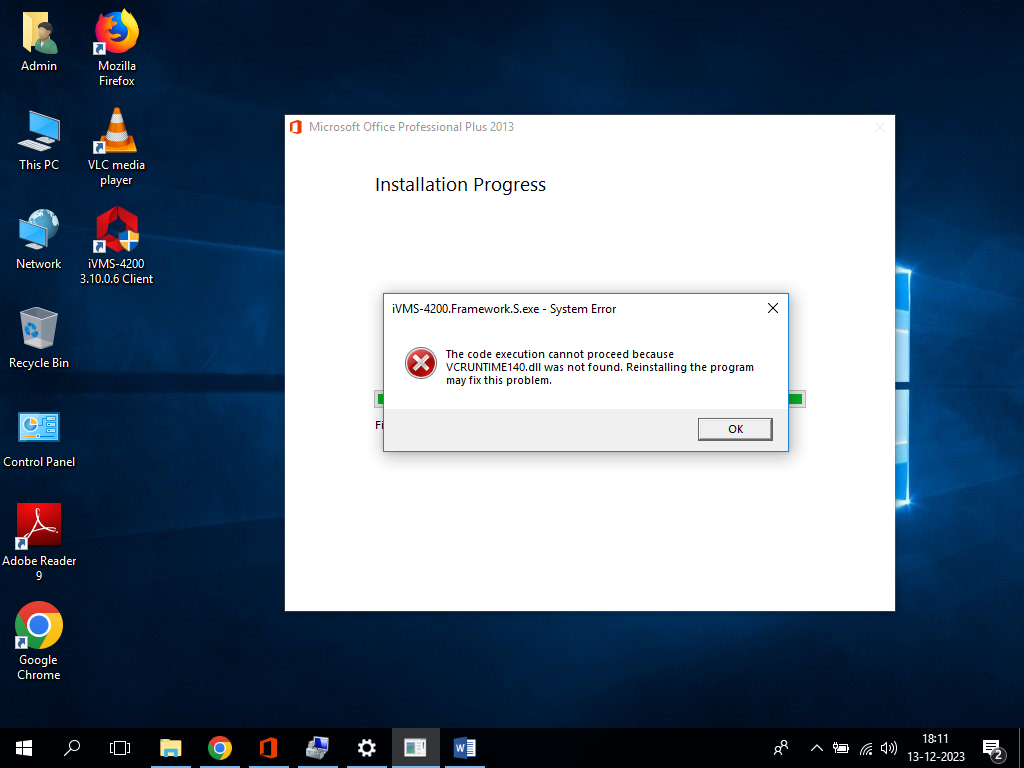 Admin
Mozilla
Firefox
This PC
VLC media
player
Network
iVMS-4200
3.10.0.6 Client
Recycle Bin
Control Panel
Adobe Reader
9
Google
Chrome
Microsoft Office Professional Plus 2013
Installation Progress
iVMS-4200.Framework.S.exe - System Error
The code execution cannot proceed because
VCRUNTIME140.dll was not found. Reinstalling the program
may fix this problem.
Fi
OK
18:11
13-12-2023
2